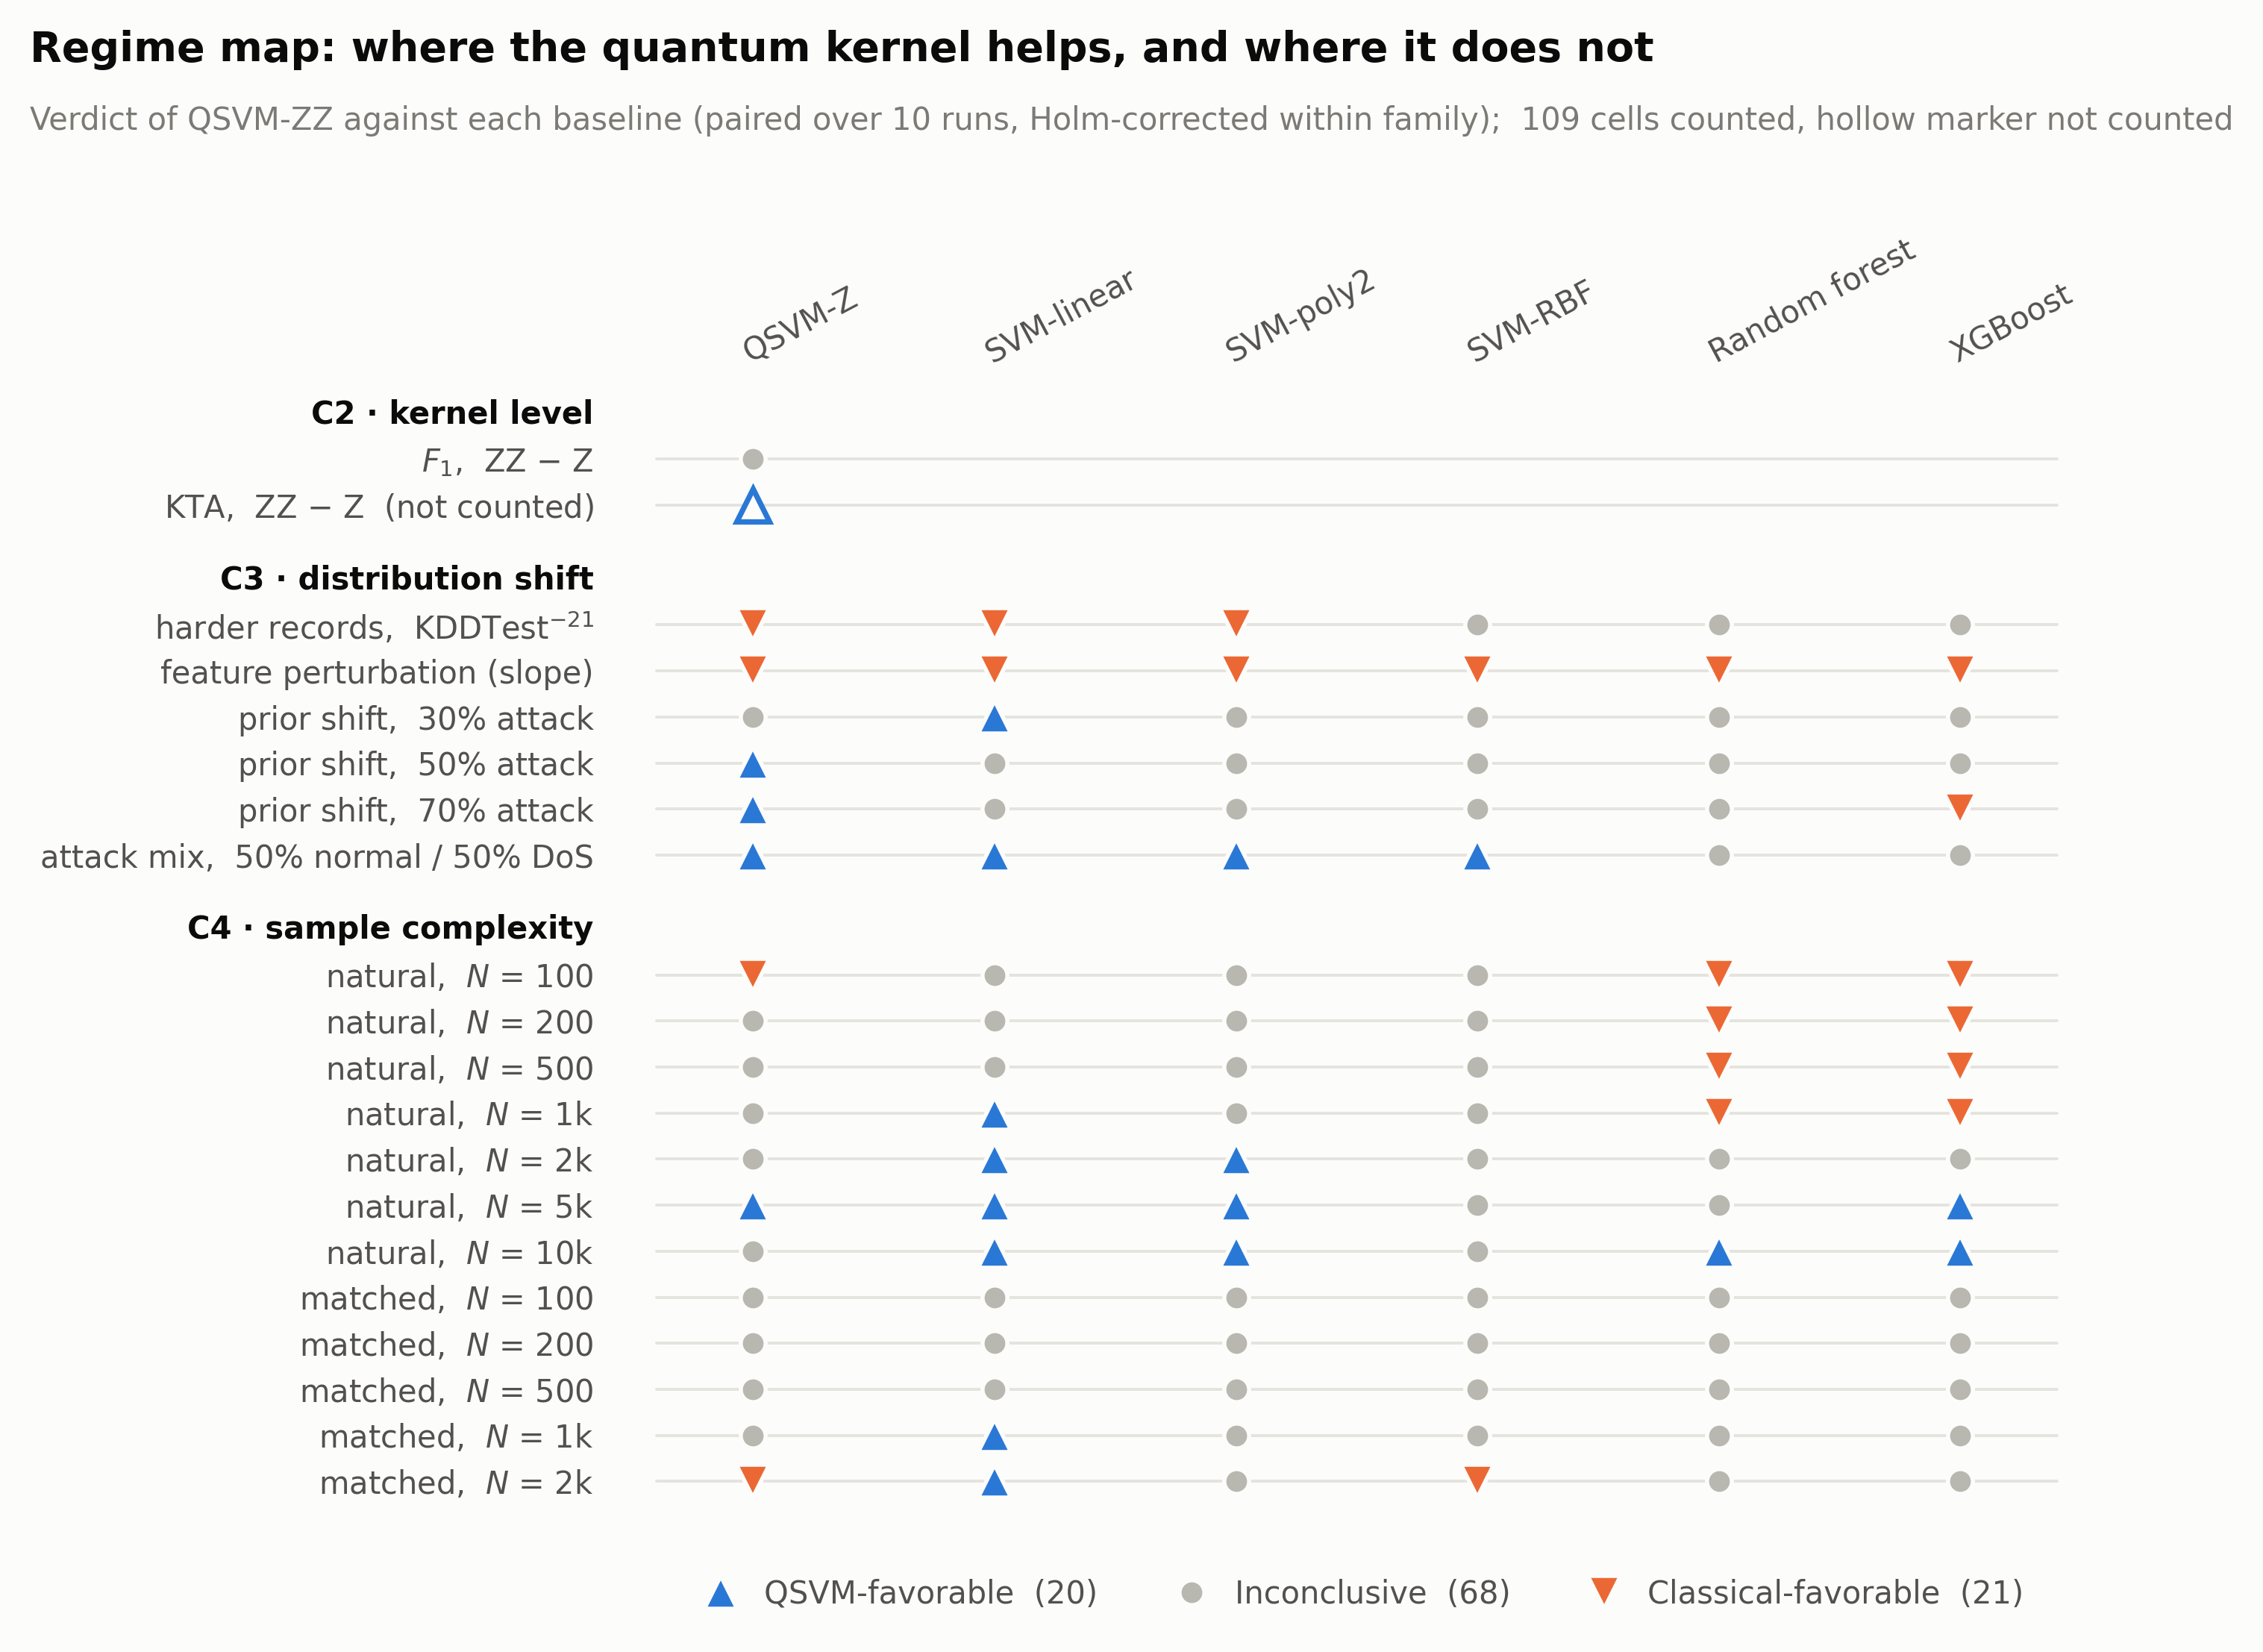 Regime map: where the quantum kernel helps, and where it does not
Verdict of QSVM-ZZ against each baseline (paired over 10 runs, Holm-corrected within family);  109 cells counted, hollow marker not counted
QSVM-Z
SVM-linear
SVM-poly2
SVM-RBF
Random forest
XGBoost
C2 · kernel level
F₁,  ZZ − Z
KTA,  ZZ − Z  (not counted)
C3 · distribution shift
harder records,  KDDTest⁻²¹
feature perturbation (slope)
prior shift,  30% attack
prior shift,  50% attack
prior shift,  70% attack
attack mix,  50% normal / 50% DoS
C4 · sample complexity
natural,  N = 100
natural,  N = 200
natural,  N = 500
natural,  N = 1k
natural,  N = 2k
natural,  N = 5k
natural,  N = 10k
matched,  N = 100
matched,  N = 200
matched,  N = 500
matched,  N = 1k
matched,  N = 2k
QSVM-favorable  (20)
Inconclusive  (68)
Classical-favorable  (21)